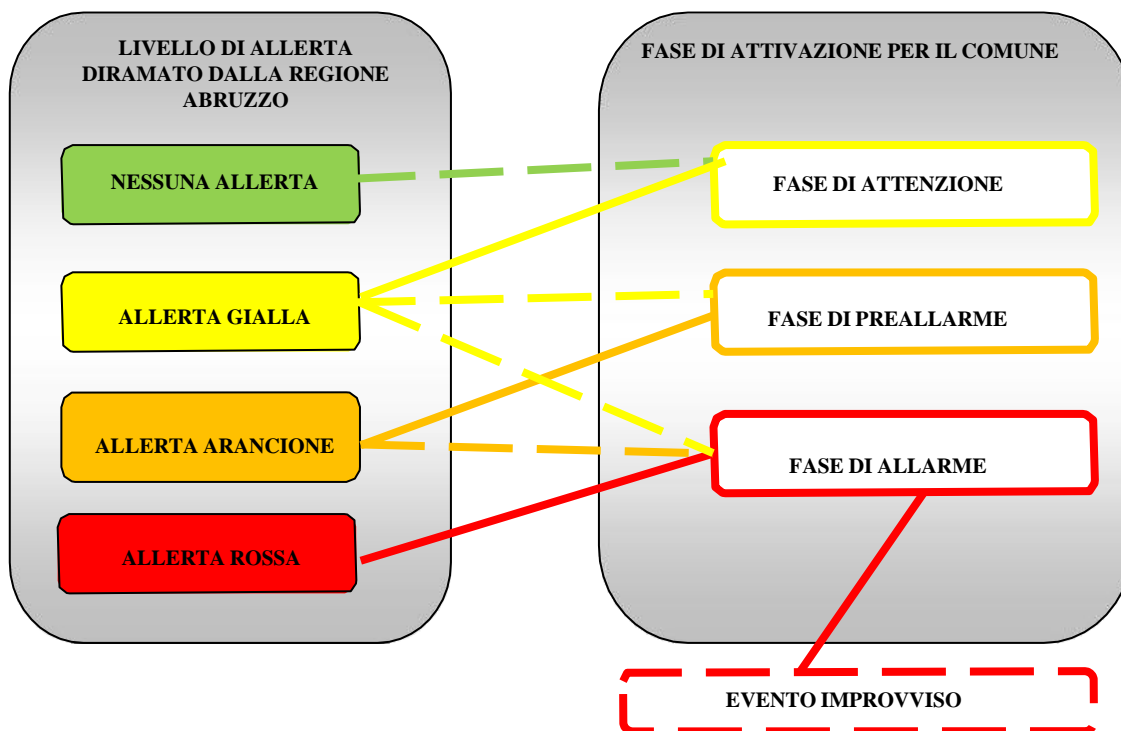 LIVELLO DI ALLERTA
DIRAMATO DALLA REGIONE
ABRUZZO
NESSUNA ALLERTA
ALLERTA GIALLA
ALLERTA ARANCIONE
ALLERTA ROSSA
FASE DI ATTIVAZIONE PER IL COMUNE
FASE DI ATTENZIONE
FASE DI PREALLARME
FASE DI ALLARME
EVENTO IMPROVVISO